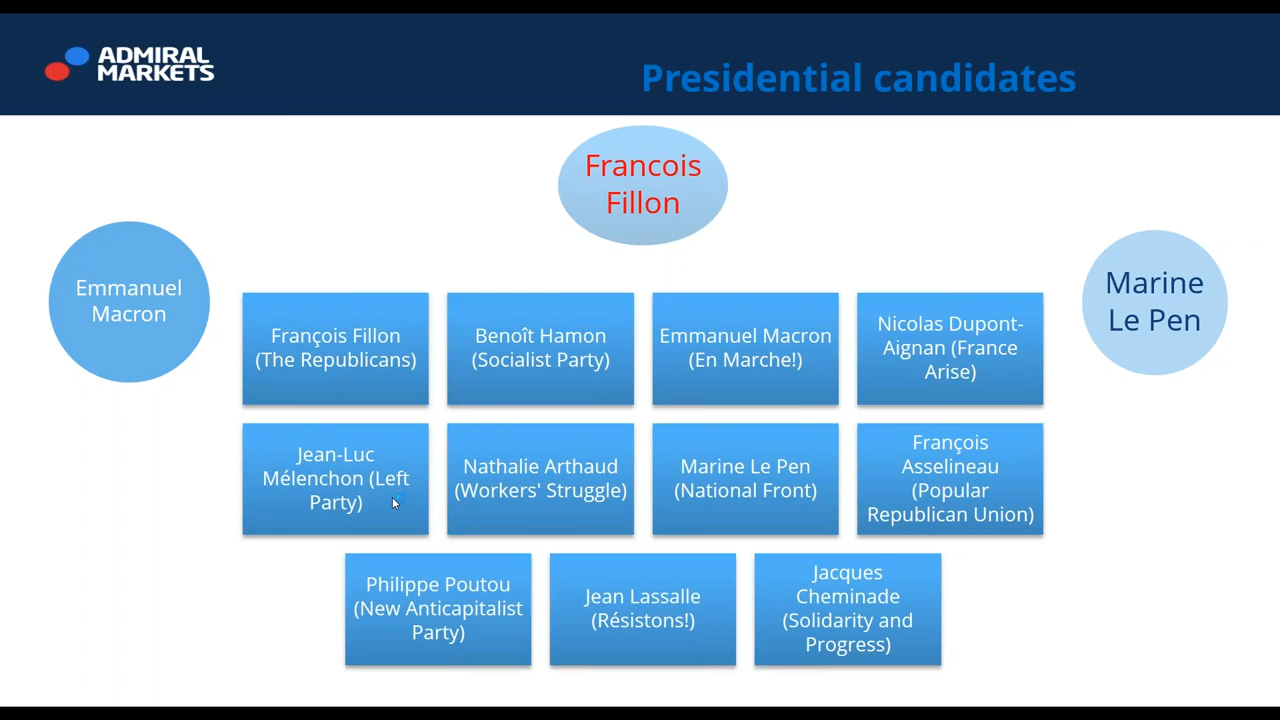 ADMIRAL
MARKETS
Presidential candidates
Francois
Fillon
Emmanuel
Macron
Marine
Le Pen
François Fillon
(The Republicans)
Benoît Hamon
(Socialist Party)
Emmanuel Macron
(En Marche!)
Nicolas Dupont-
Aignan (France
Arise)
Jean-Luc
Mélenchon (Left
Party)
Nathalie Arthaud
(Workers' Struggle)
Marine Le Pen
(National Front)
François
Asselineau
(Popular
Republican Union)
Philippe Poutou
(New Anticapitalist
Party)
Jean Lassalle
(Résistons!)
Jacques
Cheminade
(Solidarity and
Progress)